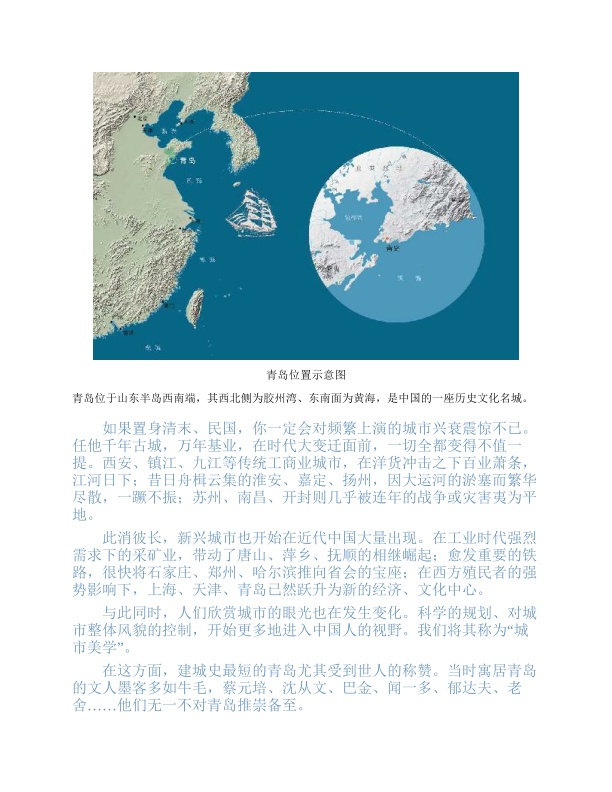 青岛
南岛
青岛位置示意图
青岛位于山东半岛西南端，其西北侧为胶州湾、东南面为黄海，是中国的一座历史文化名城。
如果置身清末、民国，你一定会对频繁上演的城市兴衰震惊不已。
任他千年古城，万年基业，在时代大变迁面前，一切全都变得不值一
提。西安、镇江、九江等传统工商业城市，在洋货冲击之下百业萧条，
江河日下；昔日舟楫云集的淮安、嘉定、扬州，因大运河的淤塞而繁华
尽散，一蹶不振；苏州、南昌、开封则几乎被连年的战争或灾害夷为平
地。
此消彼长，新兴城市也开始在近代中国大量出现。在工业时代强烈
需求下的采矿业，带动了唐山、萍乡、抚顺的相继崛起；愈发重要的铁
路，很快将石家庄、郑州、哈尔滨推向省会的宝座；在西方殖民者的强
势影响下，上海、天津、青岛已然跃升为新的经济、文化中心。
与此同时，人们欣赏城市的眼光也在发生变化。科学的规划、对城
市整体风貌的控制，开始更多地进入中国人的视野。我们将其称为“城
市美学”。
在这方面，建城史最短的青岛尤其受到世人的称赞。当时寓居青岛
的文人墨客多如牛毛，蔡元培、沈从文、巴金、闻一多、郁达夫、老
舍……他们无一不对青岛推崇备至。